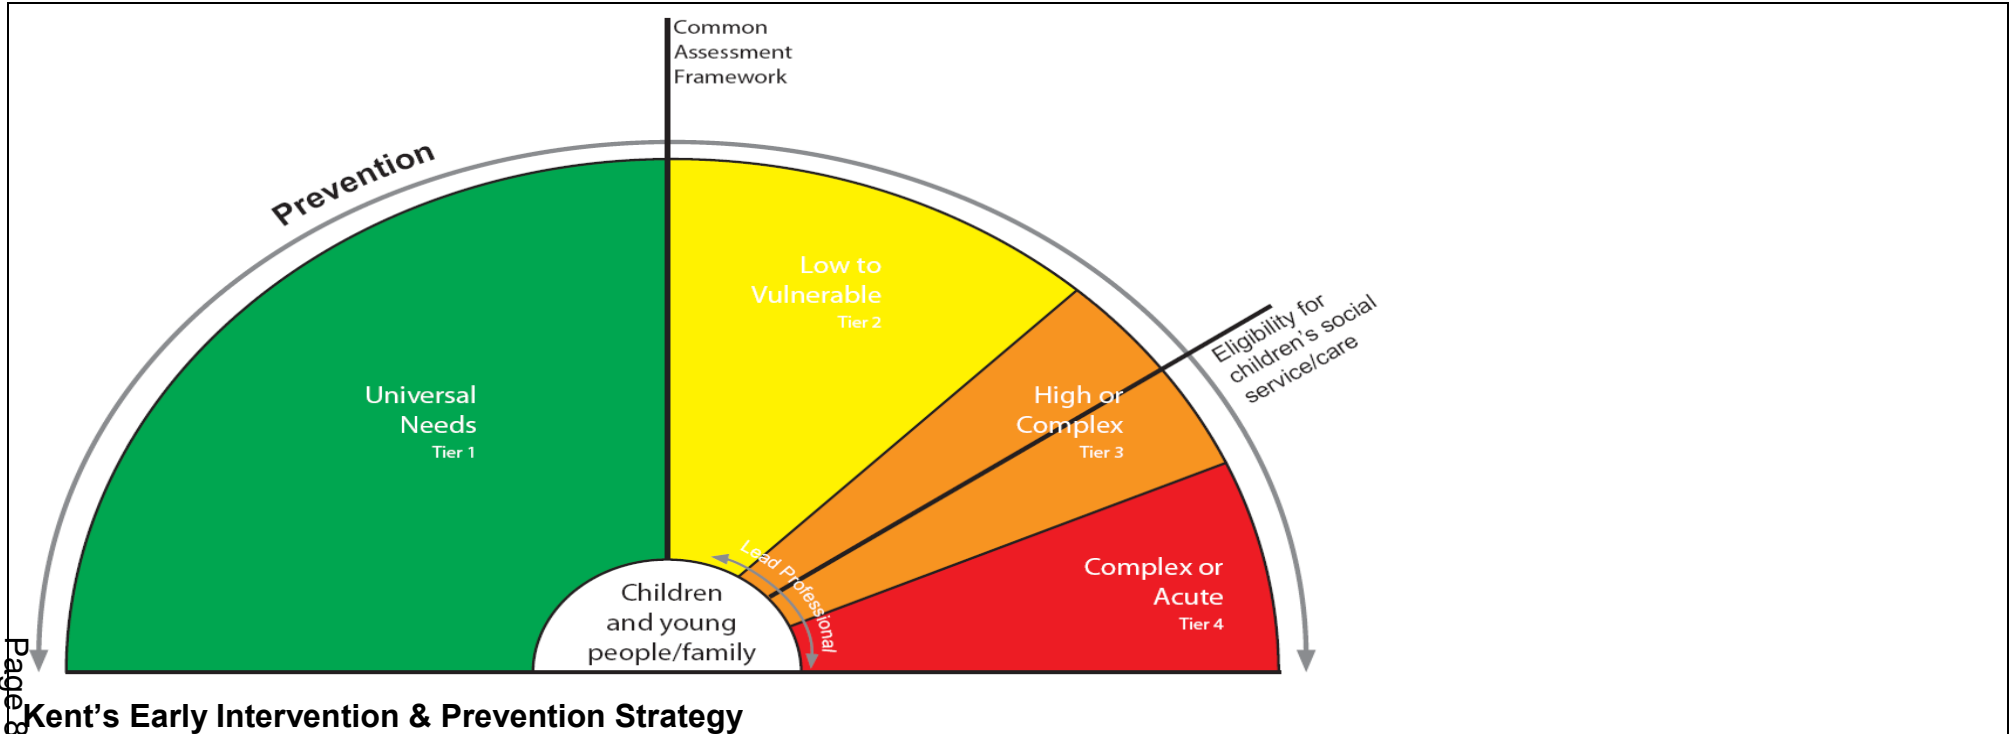 Common
Assessment
Framework
Prevention
Low to
Vulnerable
Tier 2
Eligibility for
children's social
service/care
Universal
Needs
Tier 1
High or
Complex
Tier 3
Lead Professional
Complex or
Acute
Tier 4
Children
and young
people/family
Page 8
Kent's Early Intervention & Prevention Strategy